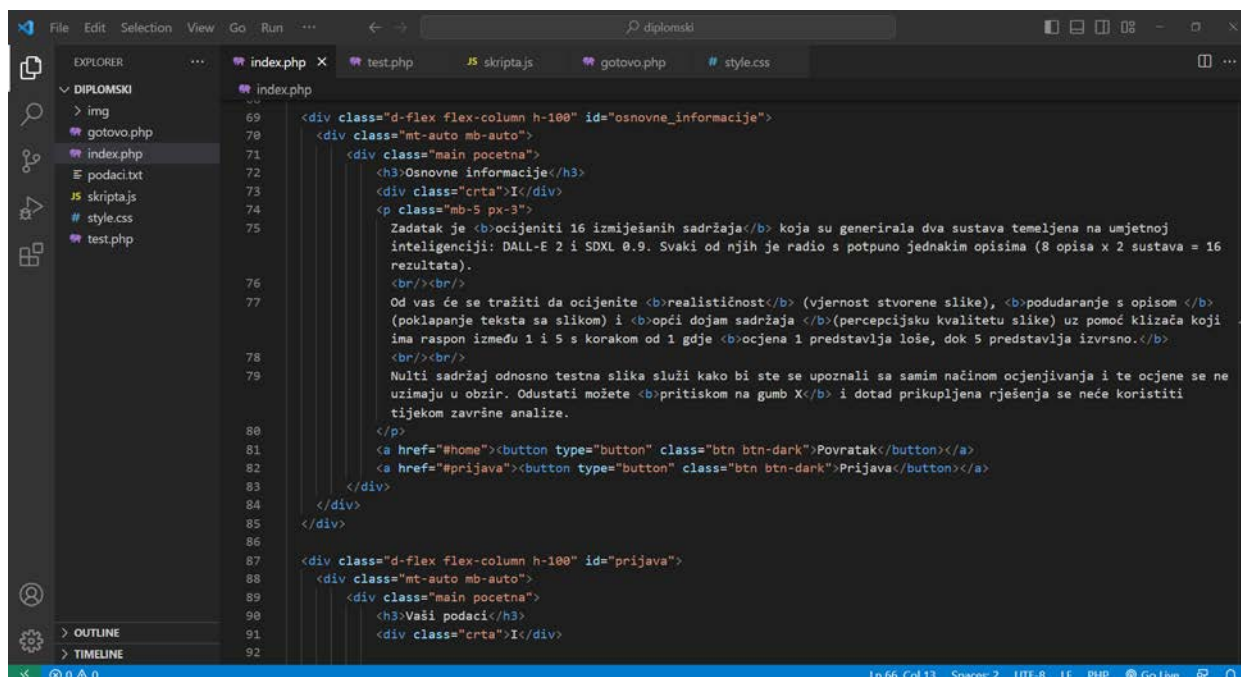 File Edit Selection View Go Run ··· diplomski
EXPLORER ··· index.php × test.php JS skripta.js gotovo.php # style.css ···
DIPLOMSKI
> img
gotovo.php
index.php
podaci.txt
JS skripta.js
# style.css
test.php
> OUTLINE
> TIMELINE
index.php
69 <div class="d-flex flex-column h-100" id="osnovne_informacije">
70 <div class="mt-auto mb-auto">
71 <div class="main pocetna">
72 <h3>Osnovne informacije</h3>
73 <div class="crta">I</div>
74 <p class="mb-5 px-3">
75 Zadatak je <b>ocijeniti 16 izmiješanih sadržaja</b> koja su generirala dva sustava temeljena na umjetnoj
inteligenciji: DALL-E 2 i SDXL 0.9. Svaki od njih je radio s potpuno jednakim opisima (8 opisa x 2 sustava = 16
rezultata).
76 <br/><br/>
77 Od vas će se tražiti da ocijenite <b>realističnost</b> (vjernost stvorene slike), <b>podudaranje s opisom </b>
(poklapanje teksta sa slikom) i <b>opći dojam sadržaja </b>(percepcijsku kvalitetu slike) uz pomoć klizača koji
ima raspon između 1 i 5 s korakom od 1 gdje <b>ocjena 1 predstavlja loše, dok 5 predstavlja izvrsno.</b>
78 <br/><br/>
79 Nulti sadržaj odnosno testna slika služi kako bi ste se upoznali sa samim načinom ocjenjivanja i te ocjene se ne
uzimaju u obzir. Odustati možete <b>pritiskom na gumb X</b> i dotad prikupljena rješenja se neće koristiti
tijekom završne analize.
80 </p>
81 <a href="#home"><button type="button" class="btn btn-dark">Povratak</button></a>
82 <a href="#prijava"><button type="button" class="btn btn-dark">Prijava</button></a>
83 </div>
84 </div>
85 </div>
86
87 <div class="d-flex flex-column h-100" id="prijava">
88 <div class="mt-auto mb-auto">
89 <div class="main pocetna">
90 <h3>Vaši podaci</h3>
91 <div class="crta">I</div>
92
0 0 Ln 66, Col 13 Spaces: 2 UTF-8 LF PHP Go Live